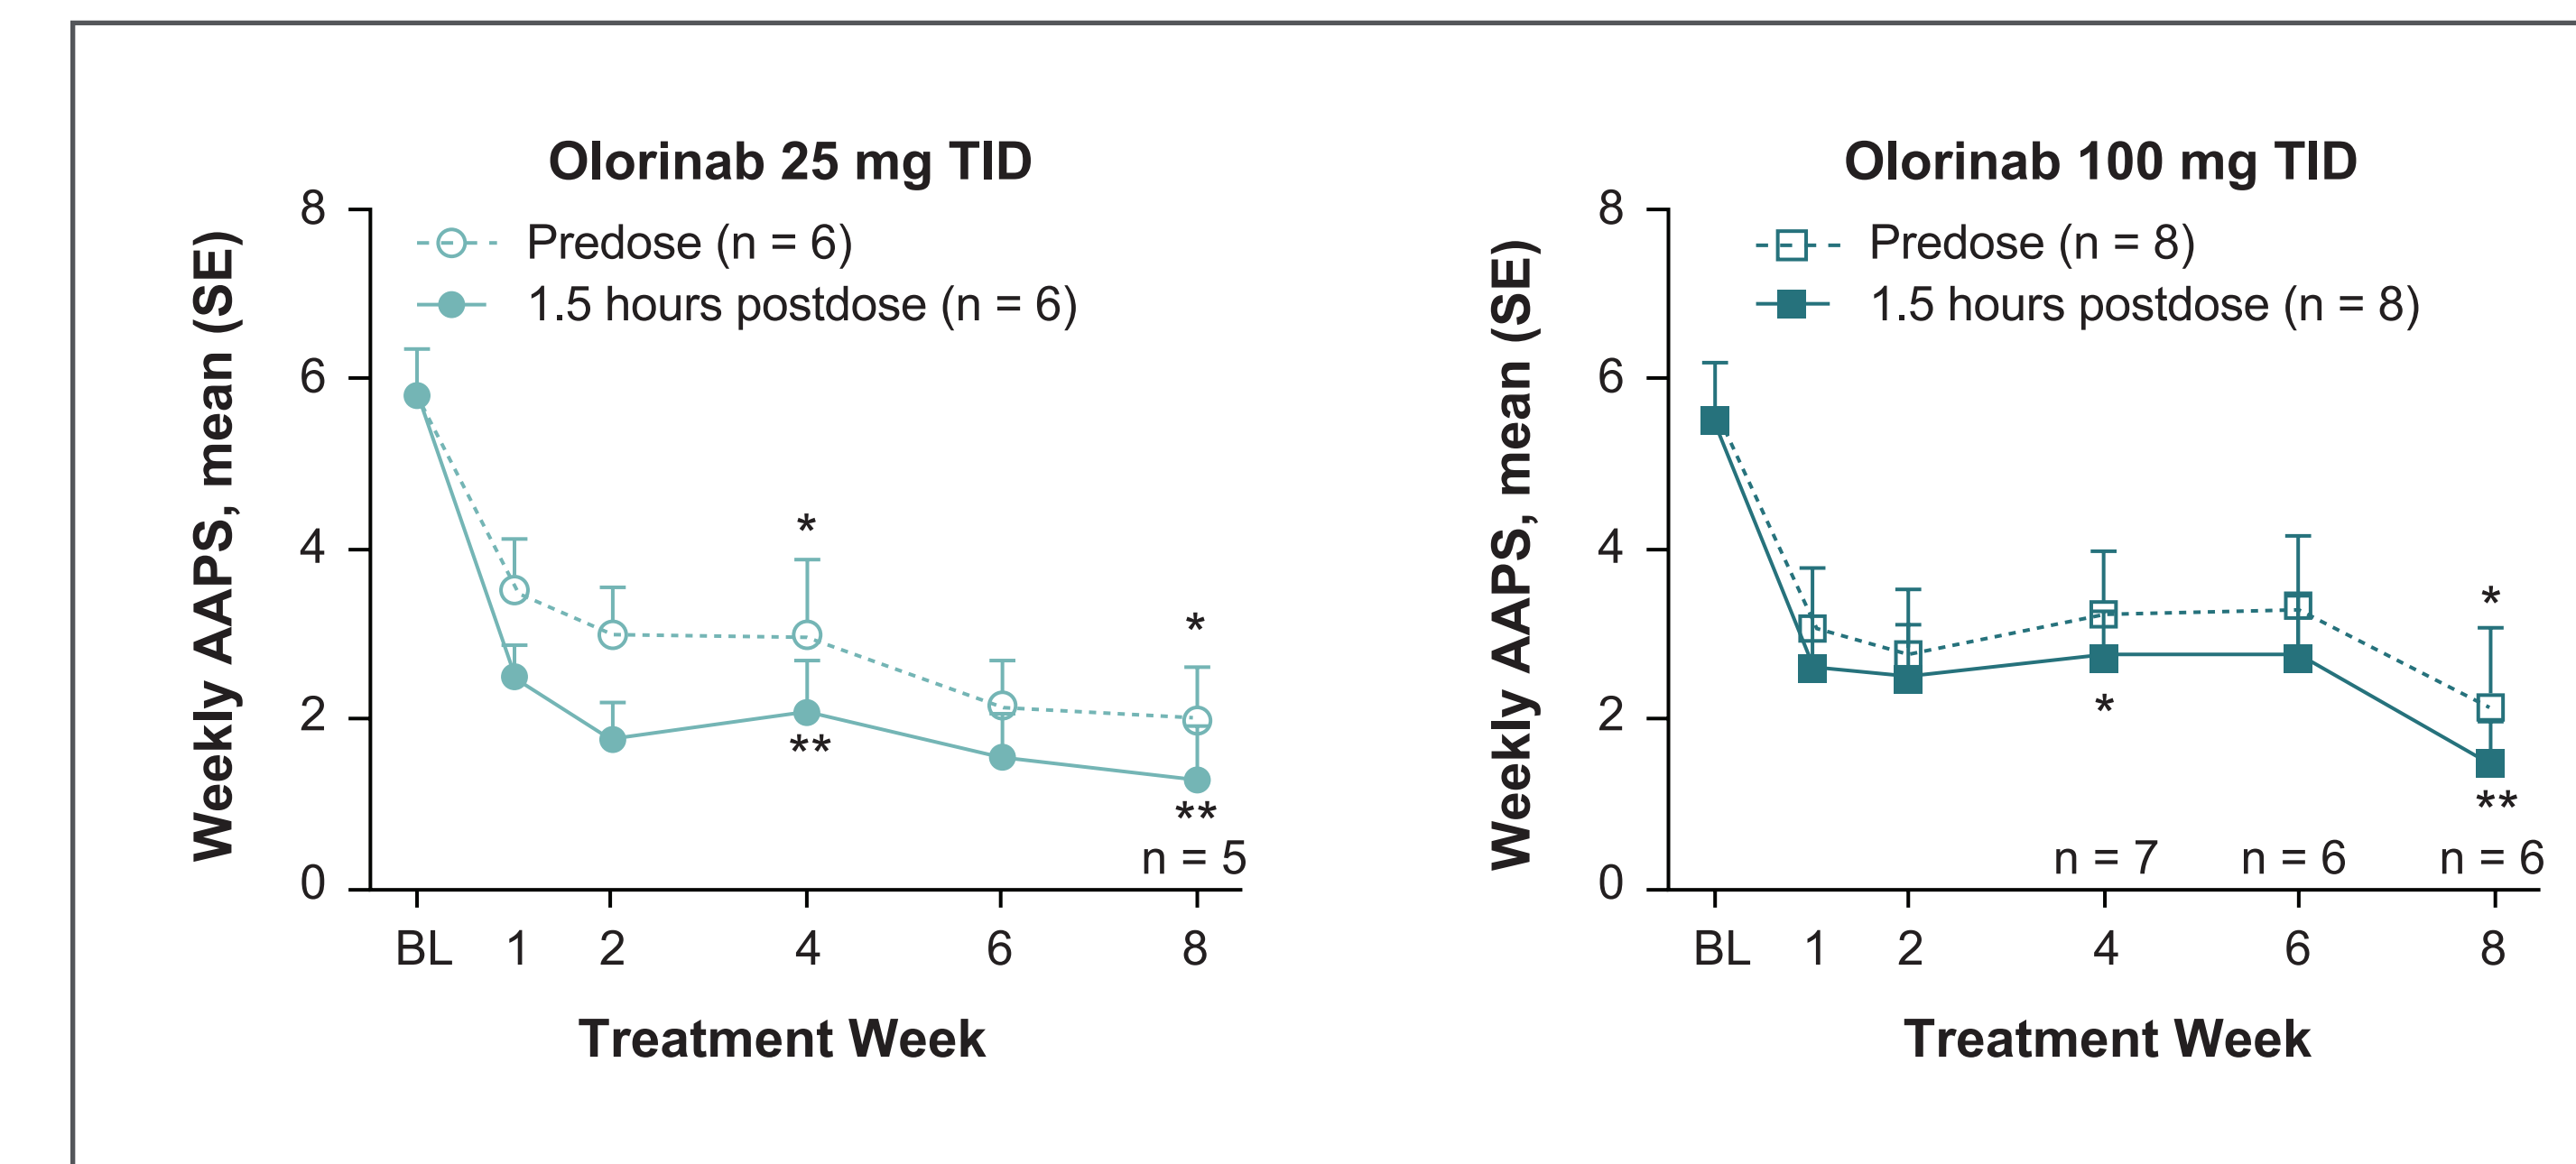 Olorinab 25 mg TID
Weekly AAPS, mean (SE)
8
6
4
2
0
Predose (n = 6)
1.5 hours postdose (n = 6)
*
*
**
**
n = 5
BL 1 2 4 6 8
Treatment Week
Olorinab 100 mg TID
Weekly AAPS, mean (SE)
8
6
4
2
0
Predose (n = 8)
1.5 hours postdose (n = 8)
*
*
**
n = 7 n = 6 n = 6
BL 1 2 4 6 8
Treatment Week